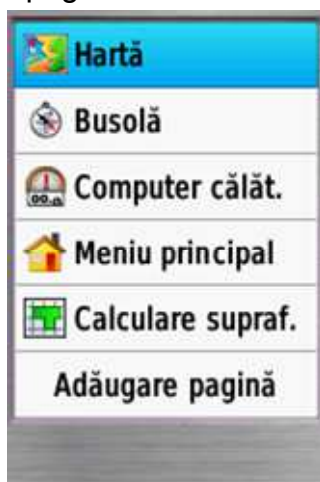 Hartă
Busolă
Computer călăt.
Meniu principal
Calculare supraf.
Adăugare pagină